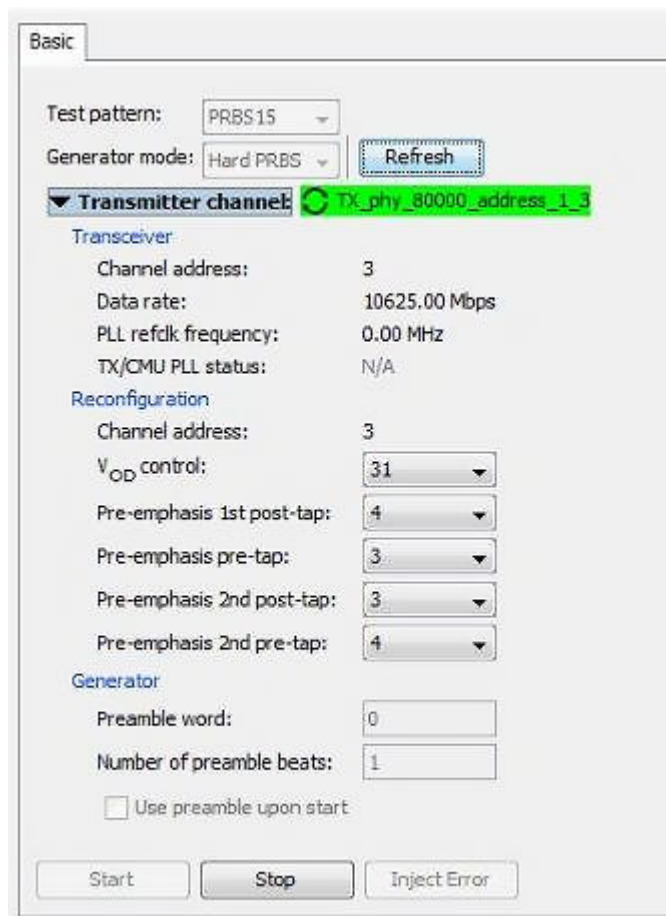 Basic
Test pattern: PRBS15
Generator mode: Hard PRBS Refresh
Transmitter channel: TX_phy_80000_address_1_3
Transceiver
Channel address: 3
Data rate: 10625.00 Mbps
PLL refclk frequency: 0.00 MHz
TX/CMU PLL status: N/A
Reconfiguration
Channel address: 3
VOD control: 31
Pre-emphasis 1st post-tap: 4
Pre-emphasis pre-tap: 3
Pre-emphasis 2nd post-tap: 3
Pre-emphasis 2nd pre-tap: 4
Generator
Preamble word: 0
Number of preamble beats: 1
Use preamble upon start
Start Stop Inject Error